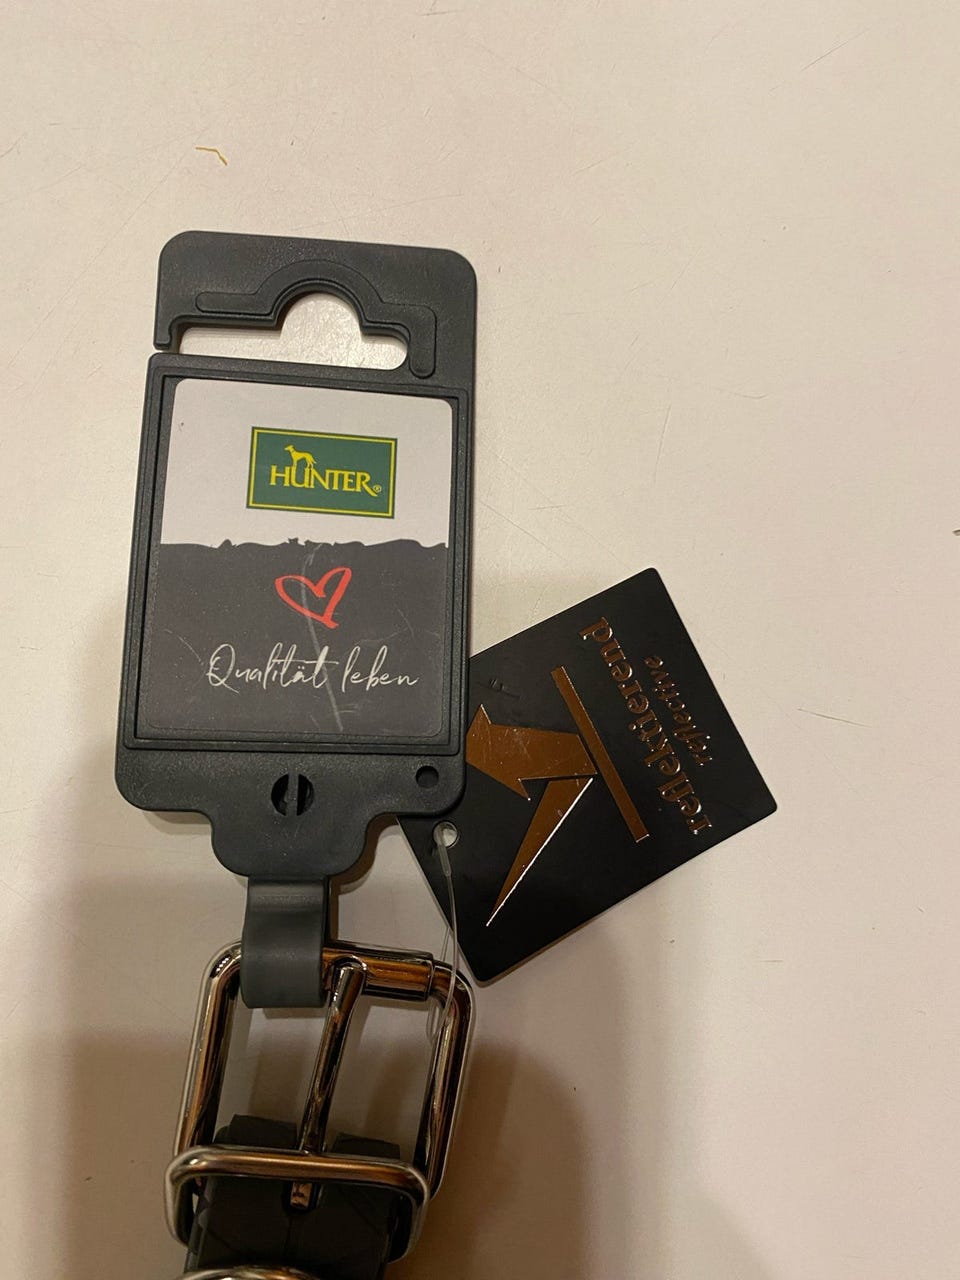 HUNTER®
Qualität leben
reflektierend
reflective